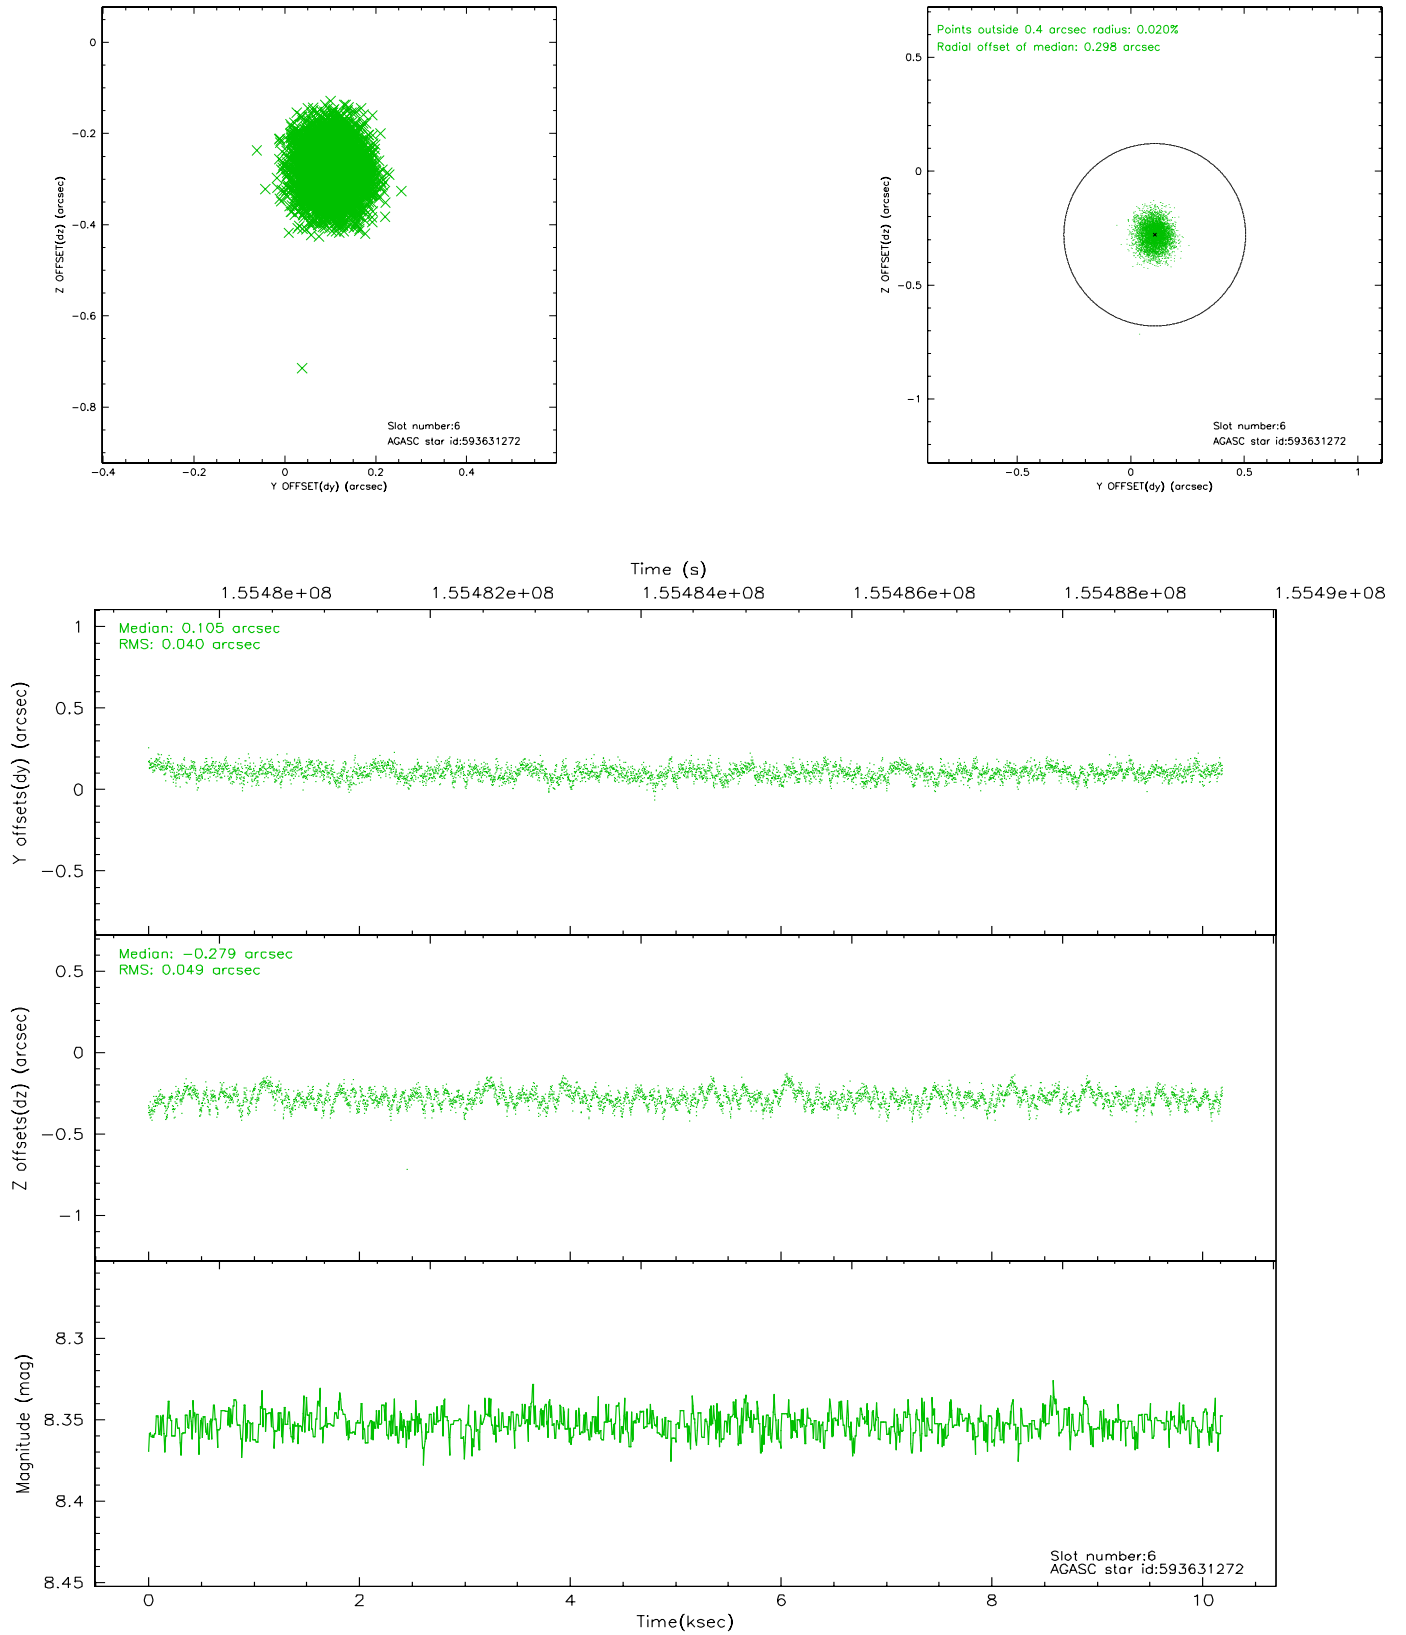 0
−0.2
−0.4
−0.6
−0.8
Z OFFSET(dz) (arcsec)
Slot number:6
AGASC star id:593631272
−0.4 −0.2 0 0.2 0.4
Y OFFSET(dy) (arcsec)
Points outside 0.4 arcsec radius: 0.020%
Radial offset of median: 0.298 arcsec
0.5
0
−0.5
−1
Z OFFSET(dz) (arcsec)
Slot number:6
AGASC star id:593631272
−0.5 0 0.5 1
Y OFFSET(dy) (arcsec)
Time (s)
1.5548e+08 1.55482e+08 1.55484e+08 1.55486e+08 1.55488e+08 1.5549e+08
Median: 0.105 arcsec
RMS: 0.040 arcsec
1
0.5
0
−0.5
Y offsets(dy) (arcsec)
Median: −0.279 arcsec
RMS: 0.049 arcsec
0.5
0
−0.5
−1
Z offsets(dz) (arcsec)
8.3
8.35
8.4
8.45
Magnitude (mag)
Slot number:6
AGASC star id:593631272
0 2 4 6 8 10
Time(ksec)